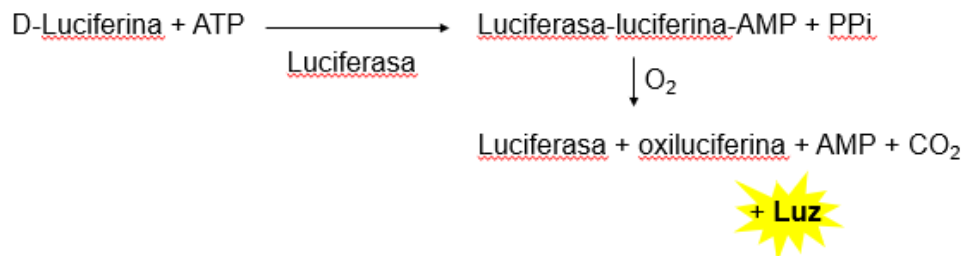 D-Luciferina + ATP ⟶ Luciferasa-luciferina-AMP + PPi
Luciferasa
O₂
Luciferasa + oxiluciferina + AMP + CO₂
+ Luz